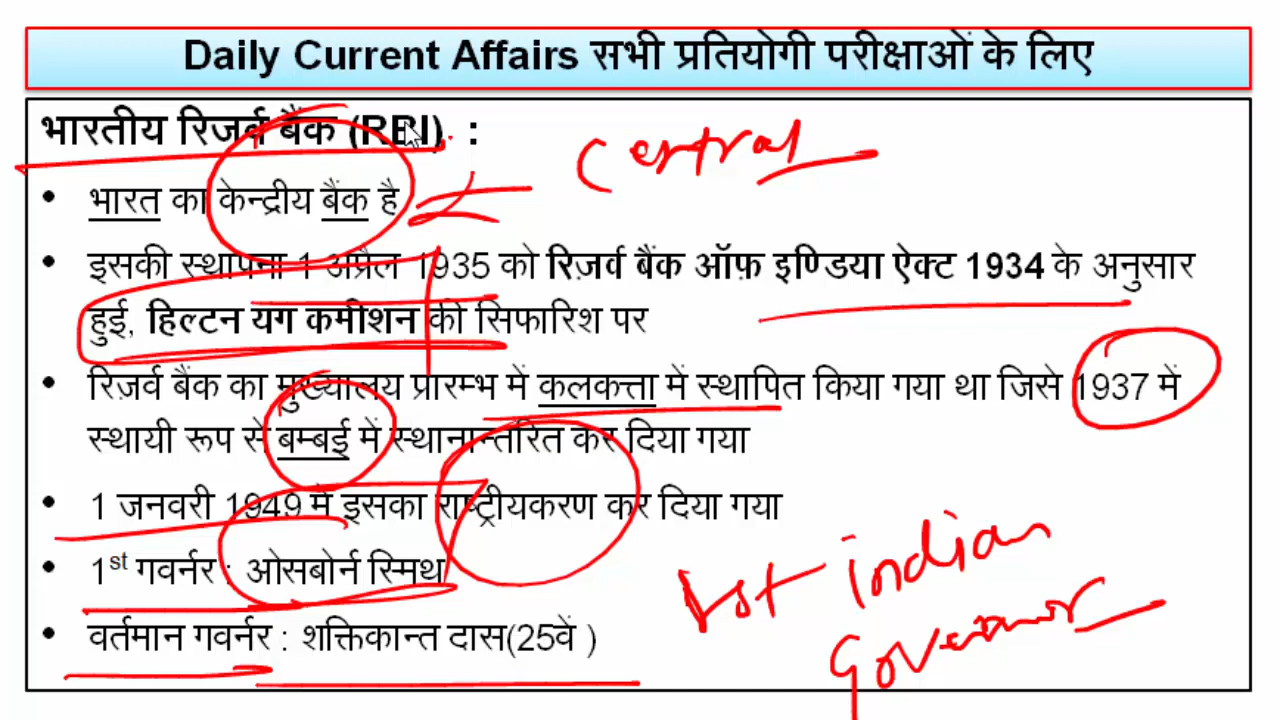 Daily Current Affairs सभी प्रतियोगी परीक्षाओं के लिए
भारतीय रिजर्व बैंक (RBI) :
Central
• भारत का केन्द्रीय बैंक है
• इसकी स्थापना 1 अप्रैल 1935 को रिज़र्व बैंक ऑफ़ इण्डिया ऐक्ट 1934 के अनुसार
हुई, हिल्टन यग कमीशन की सिफारिश पर
• रिज़र्व बैंक का मुख्यालय प्रारम्भ में कलकत्ता में स्थापित किया गया था जिसे 1937 में
स्थायी रूप से बम्बई में स्थानान्तरित कर दिया गया
• 1 जनवरी 1949 में इसका राष्ट्रीयकरण कर दिया गया
• 1st गवर्नर : ओसबोर्न स्मिथ
1st indian
Governor
• वर्तमान गवर्नर : शक्तिकान्त दास(25वें )